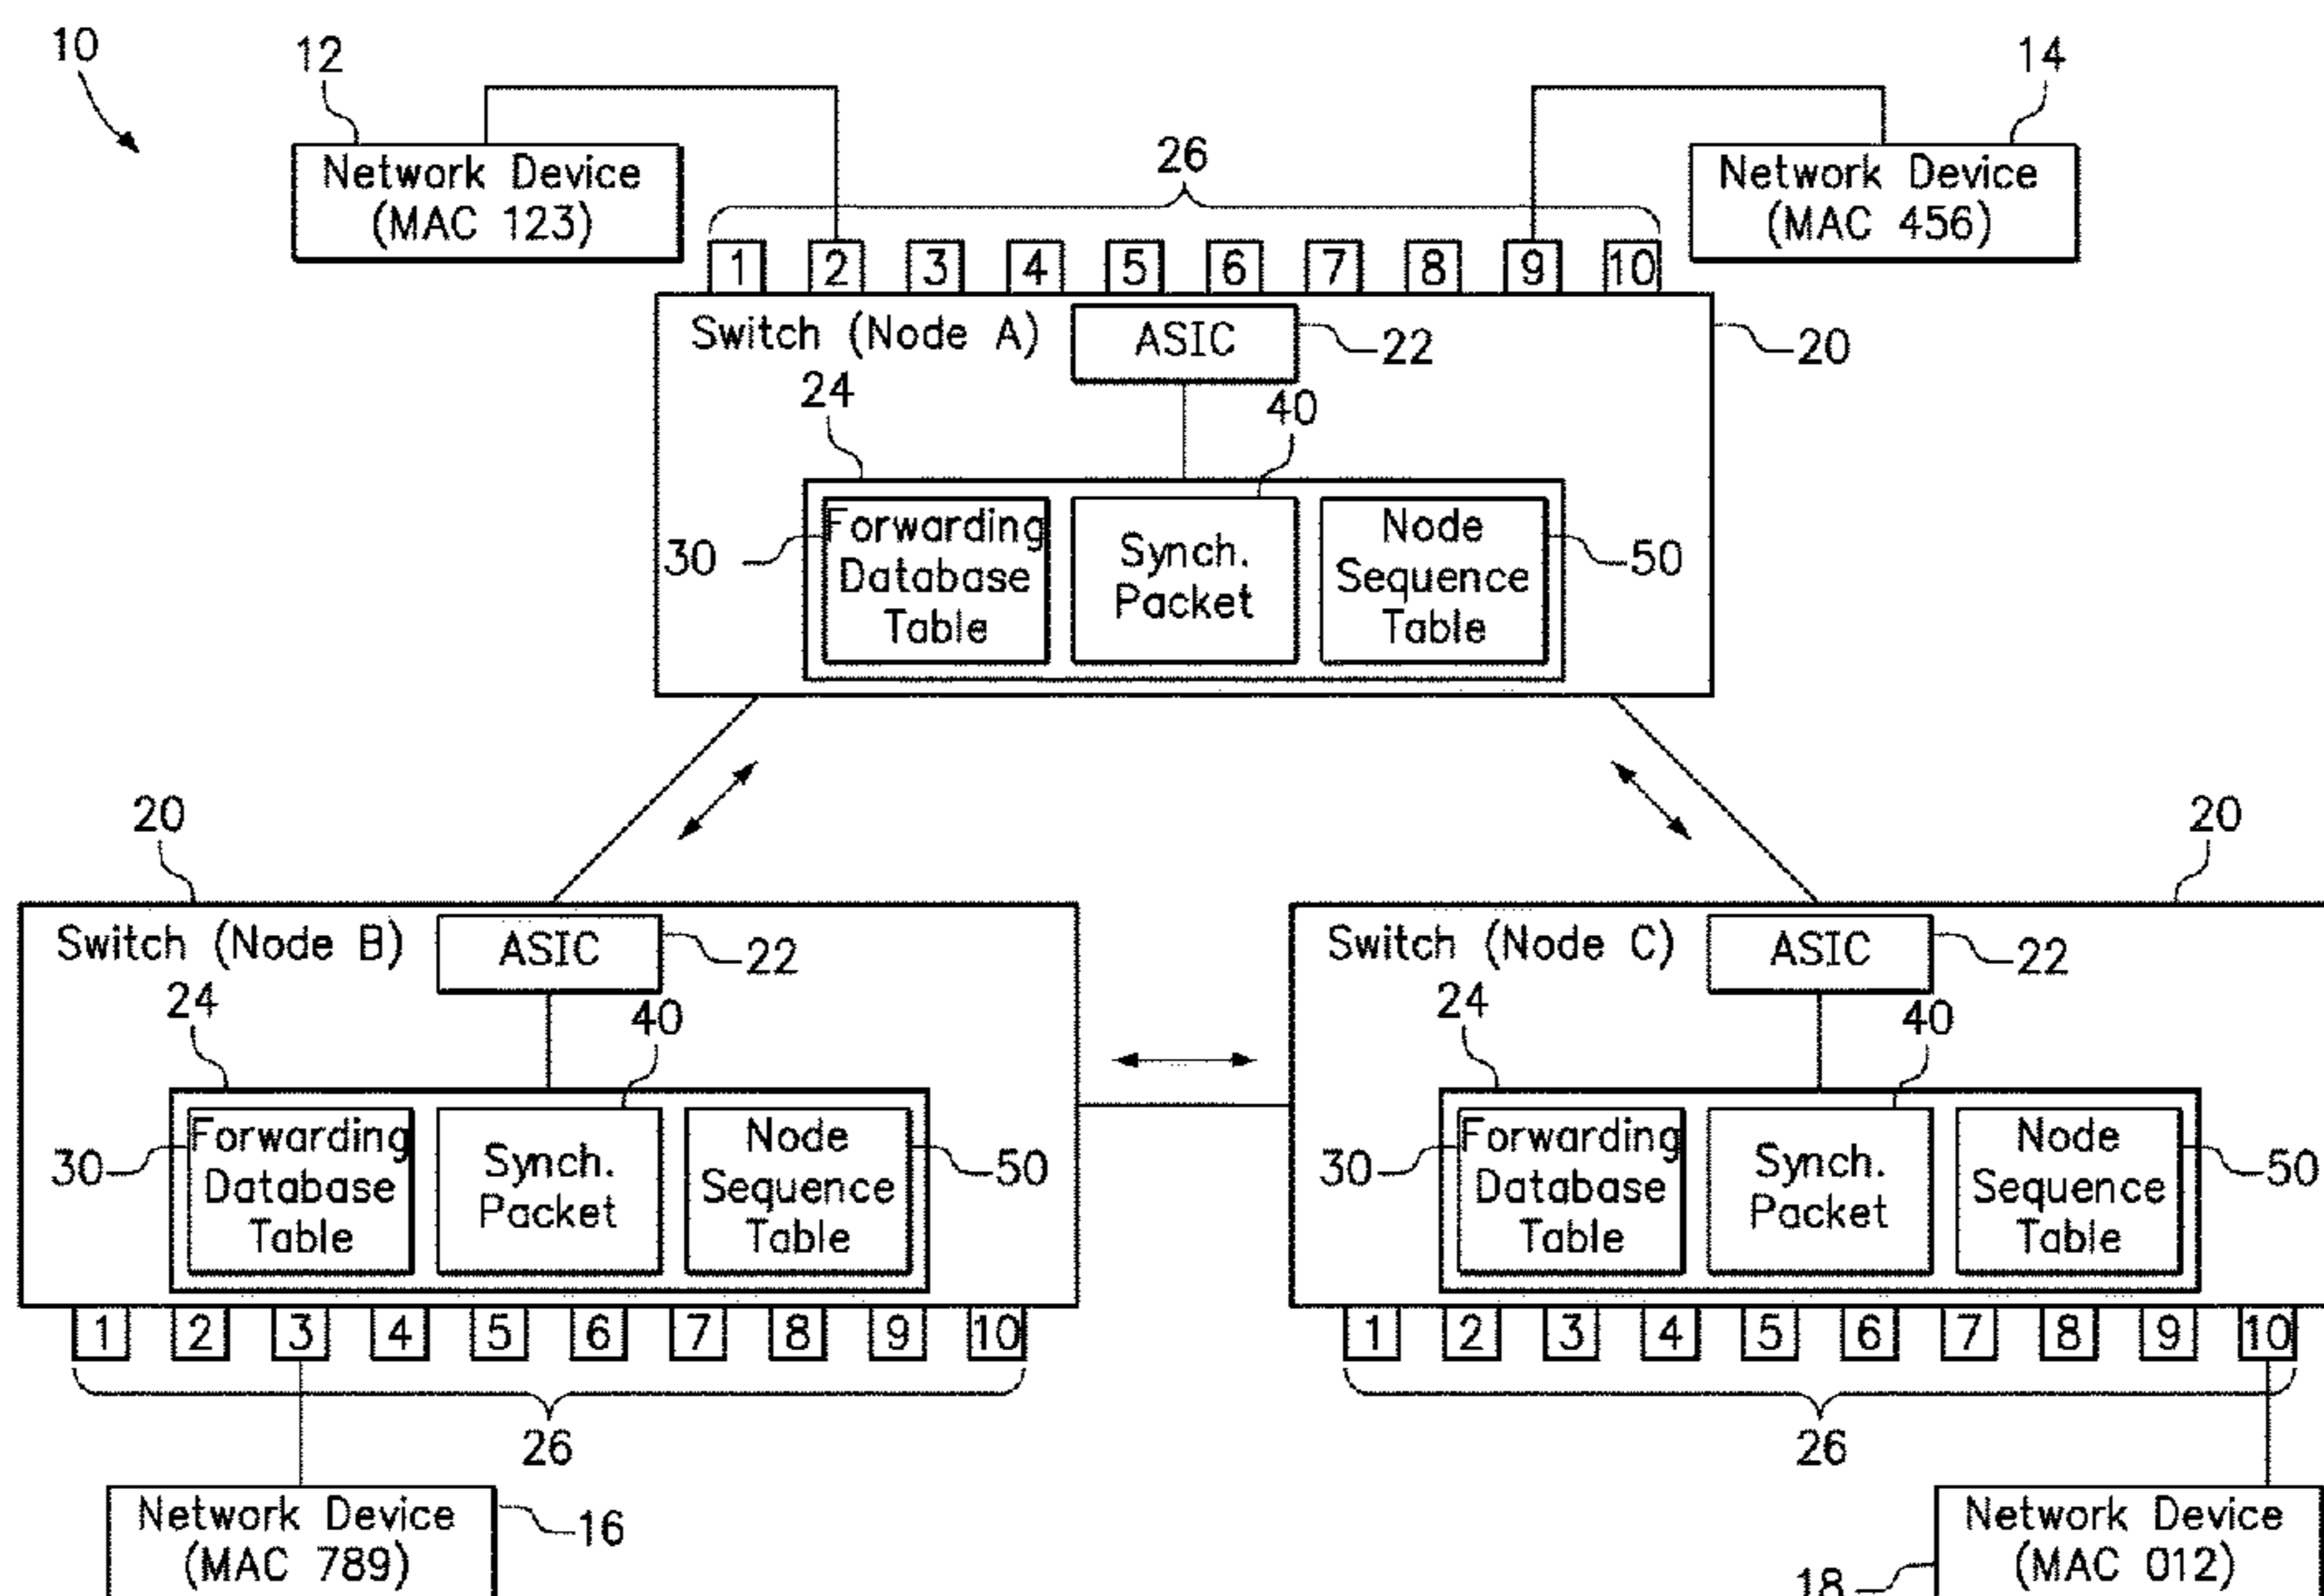 10
12
14
Network Device
(MAC 123)
26
Network Device
(MAC 456)
1 2 3 4 5 6 7 8 9 10
Switch (Node A)
ASIC
22
20
24
40
30
Forwarding
Database
Table
Synch.
Packet
Node
Sequence
Table
50
20
20
Switch (Node B)
ASIC
22
24
40
30
Forwarding
Database
Table
Synch.
Packet
Node
Sequence
Table
50
1 2 3 4 5 6 7 8 9 10
26
Network Device
(MAC 789)
16
Switch (Node C)
ASIC
22
24
40
30
Forwarding
Database
Table
Synch.
Packet
Node
Sequence
Table
50
1 2 3 4 5 6 7 8 9 10
26
Network Device
(MAC 012)
18